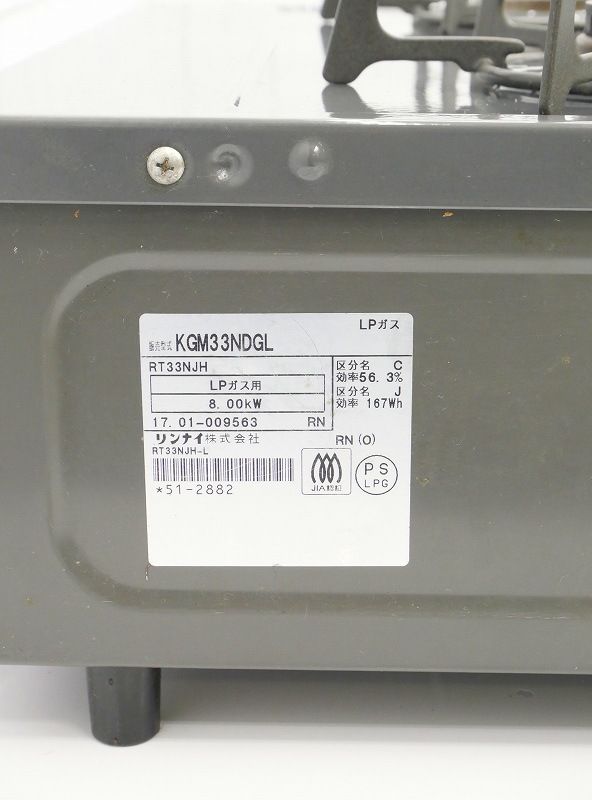 LPガス
販売型式 KGM33NDGL
RT33NJH
LPガス用
8.00kW
17.01-009563 RN
区分名 C
効率56.3%
区分名 J
効率 167Wh
リンナイ株式会社
RN(O)
RT33NJH-L
*51-2882
JIA認証
PS
LPG